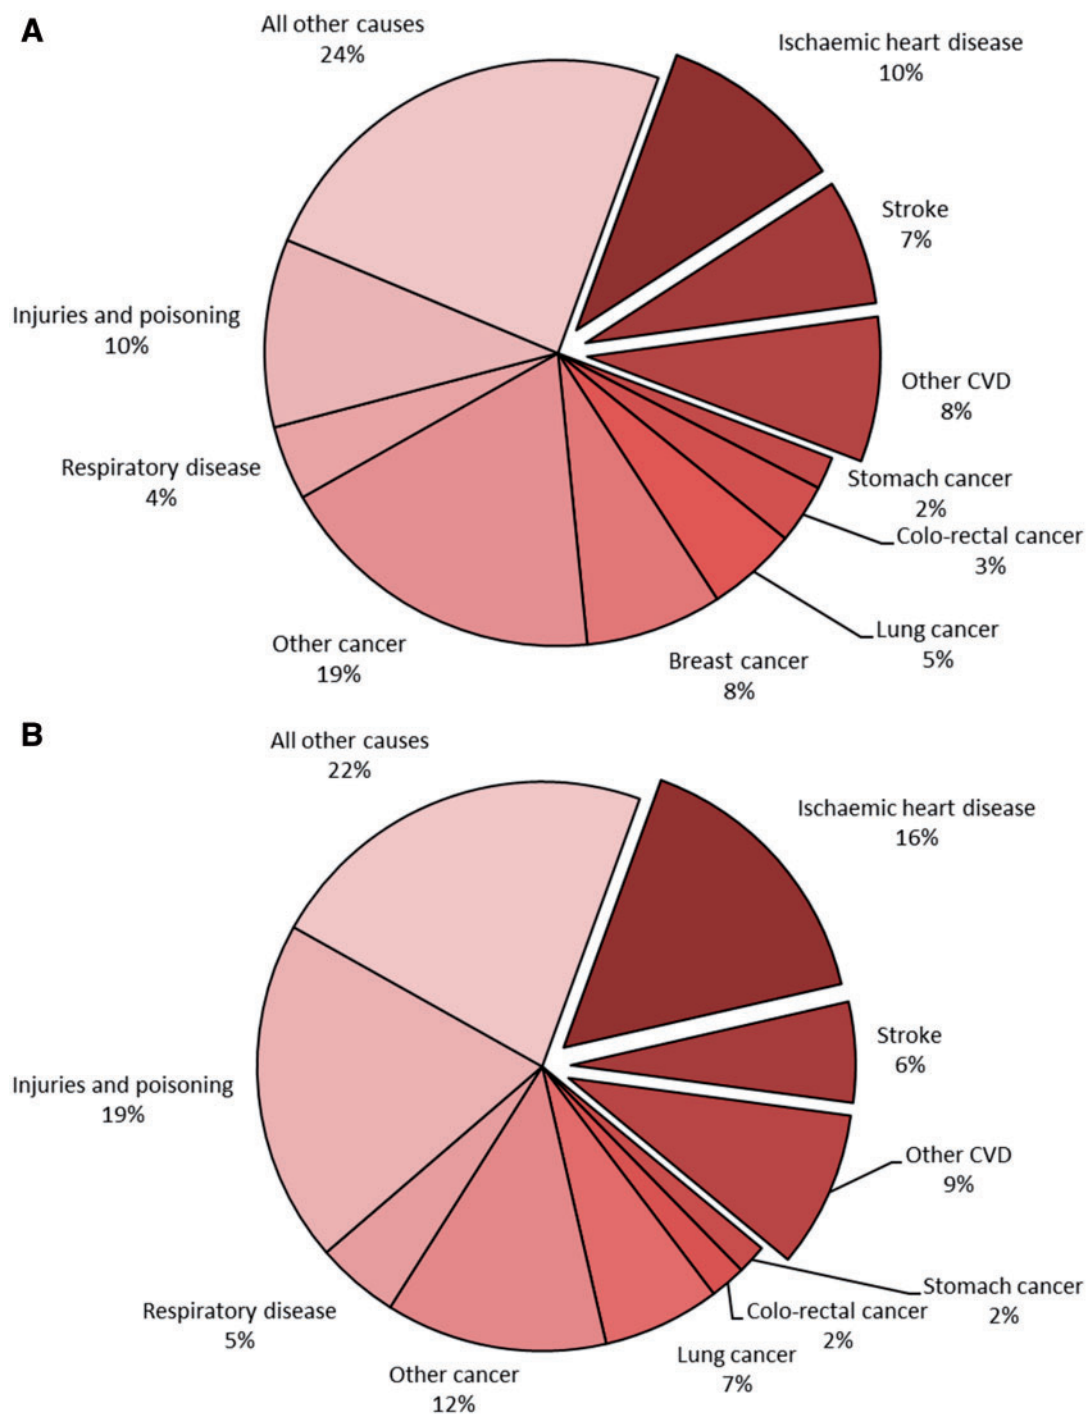 A
All other causes
24%
Ischaemic heart disease
10%
Stroke
7%
Other CVD
8%
Stomach cancer
2%
Colo-rectal cancer
3%
Lung cancer
5%
Breast cancer
8%
Other cancer
19%
Respiratory disease
4%
Injuries and poisoning
10%
B
All other causes
22%
Ischaemic heart disease
16%
Stroke
6%
Other CVD
9%
Stomach cancer
2%
Colo-rectal cancer
2%
Lung cancer
7%
Other cancer
12%
Respiratory disease
5%
Injuries and poisoning
19%